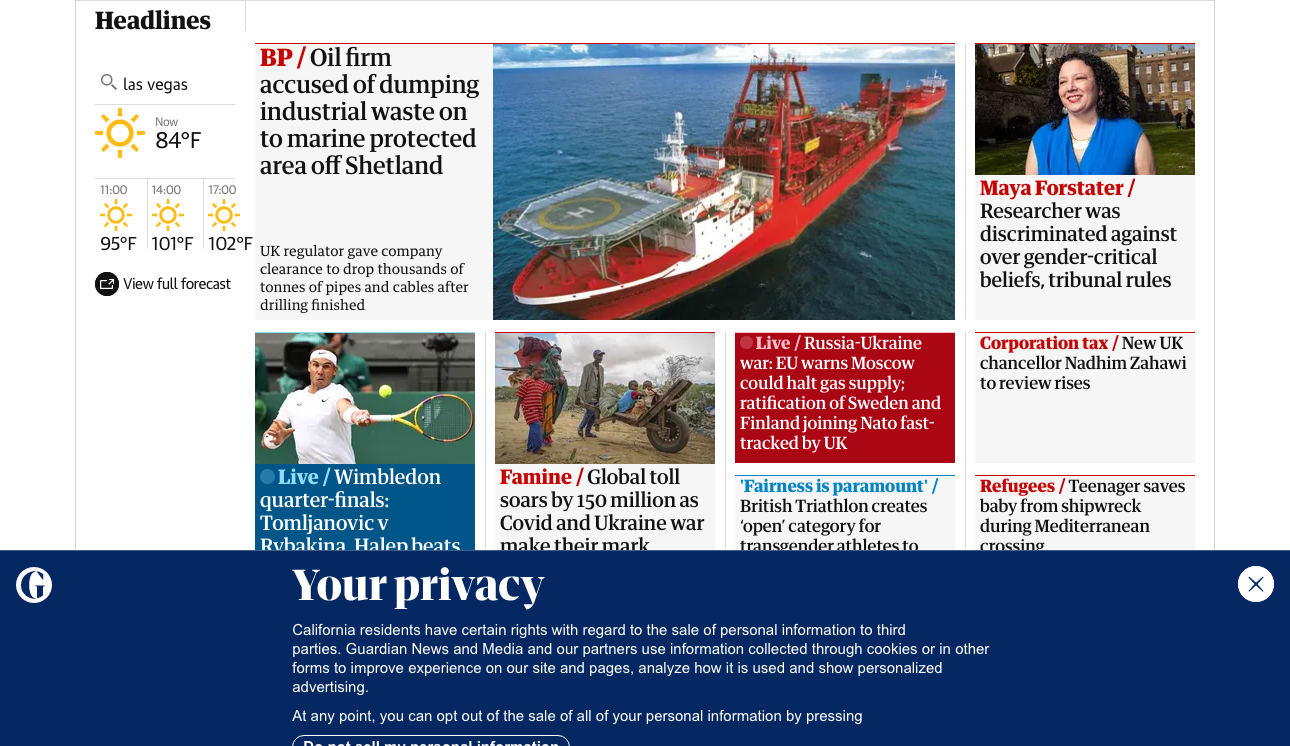 Headlines
las vegas
Now
84°F
11:00
14:00
17:00
95°F
101°F
102°F
View full forecast
BP / Oil firm
accused of dumping
industrial waste on
to marine protected
area off Shetland
UK regulator gave company
clearance to drop thousands of
tonnes of pipes and cables after
drilling finished
Maya Forstater /
Researcher was
discriminated against
over gender-critical
beliefs, tribunal rules
Live / Wimbledon
quarter-finals:
Tomljanovic v
Rybakina, Halep beats
Famine / Global toll
soars by 150 million as
Covid and Ukraine war
make their mark
Live / Russia-Ukraine
war: EU warns Moscow
could halt gas supply;
ratification of Sweden and
Finland joining Nato fast-
tracked by UK
'Fairness is paramount' /
British Triathlon creates
‘open’ category for
transgender athletes to
Corporation tax / New UK
chancellor Nadhim Zahawi
to review rises
Refugees / Teenager saves
baby from shipwreck
during Mediterranean
crossing
Your privacy
California residents have certain rights with regard to the sale of personal information to third
parties. Guardian News and Media and our partners use information collected through cookies or in other
forms to improve experience on our site and pages, analyze how it is used and show personalized
advertising.
At any point, you can opt out of the sale of all of your personal information by pressing
Do not sell my personal information